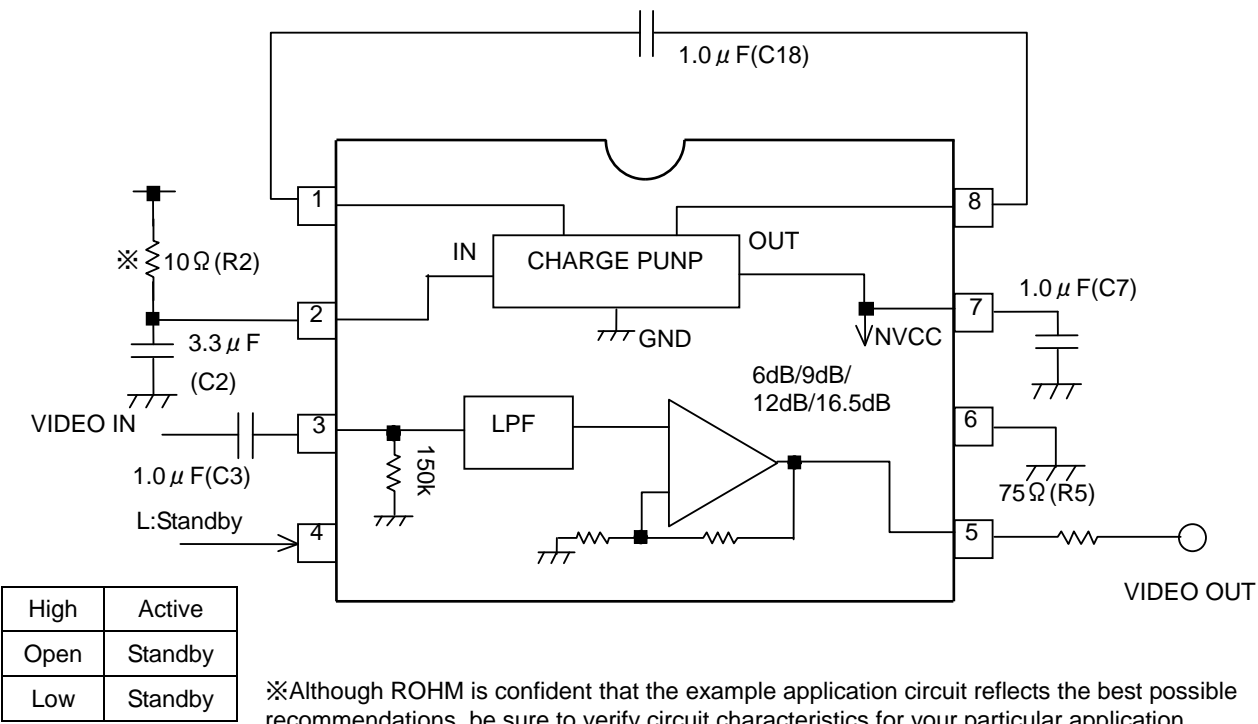 1.0μF(C18)
1
8
※
10Ω(R2)
IN
CHARGE PUNP
OUT
1.0μF(C7)
2
7
3.3μF
(C2)
GND
NVCC
6dB/9dB/
12dB/16.5dB
VIDEO IN
3
LPF
6
150k
1.0μF(C3)
75Ω(R5)
L:Standby
4
5
VIDEO OUT
High Active
Open Standby
Low Standby
※Although ROHM is confident that the example application circuit reflects the best possible
recommendations, be sure to verify circuit characteristics for your particular application.